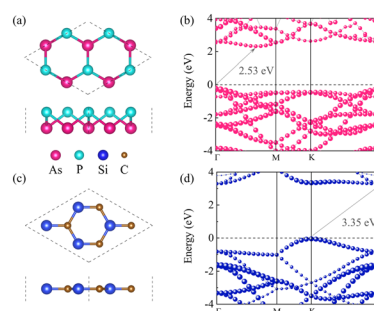 (a)
As P Si C
(b)
Energy (eV)
4
2
0
-2
-4
2.53 eV
Γ M K
(c)
(d)
Energy (eV)
4
2
0
-2
-4
3.35 eV
Γ M K